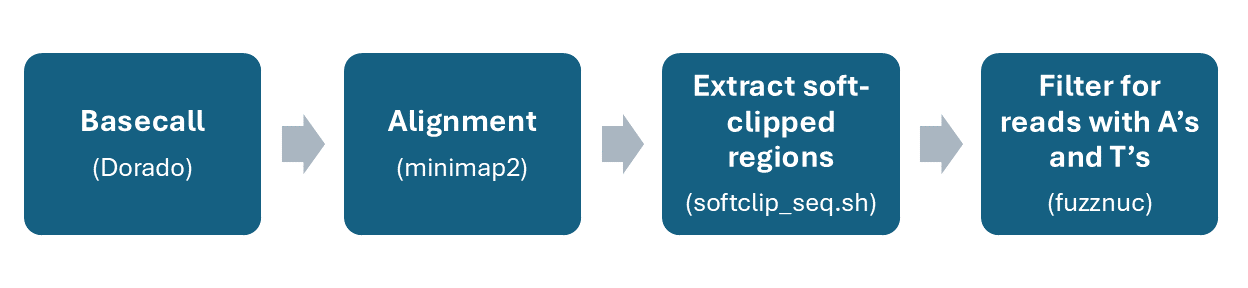 Basecall
(Dorado)
Alignment
(minimap2)
Extract soft-
clipped
regions
(softclip_seq.sh)
Filter for
reads with A’s
and T’s
(fuzznuc)